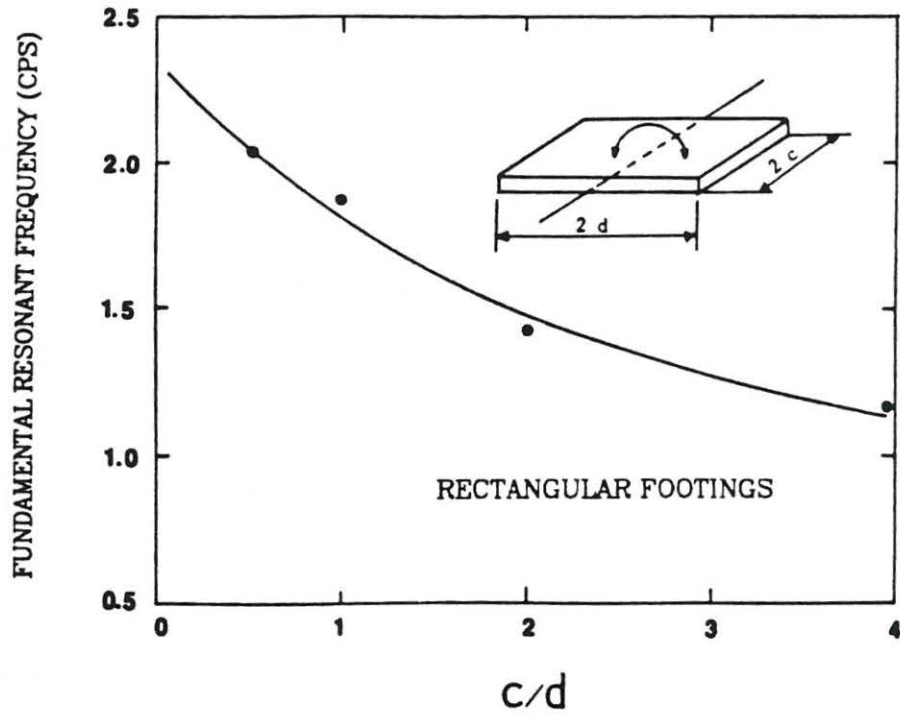 FUNDAMENTAL RESONANT FREQUENCY (CPS)
2.5
2.0
1.5
1.0
0.5
2 c
2 d
RECTANGULAR FOOTINGS
0
1
2
3
4
c/d